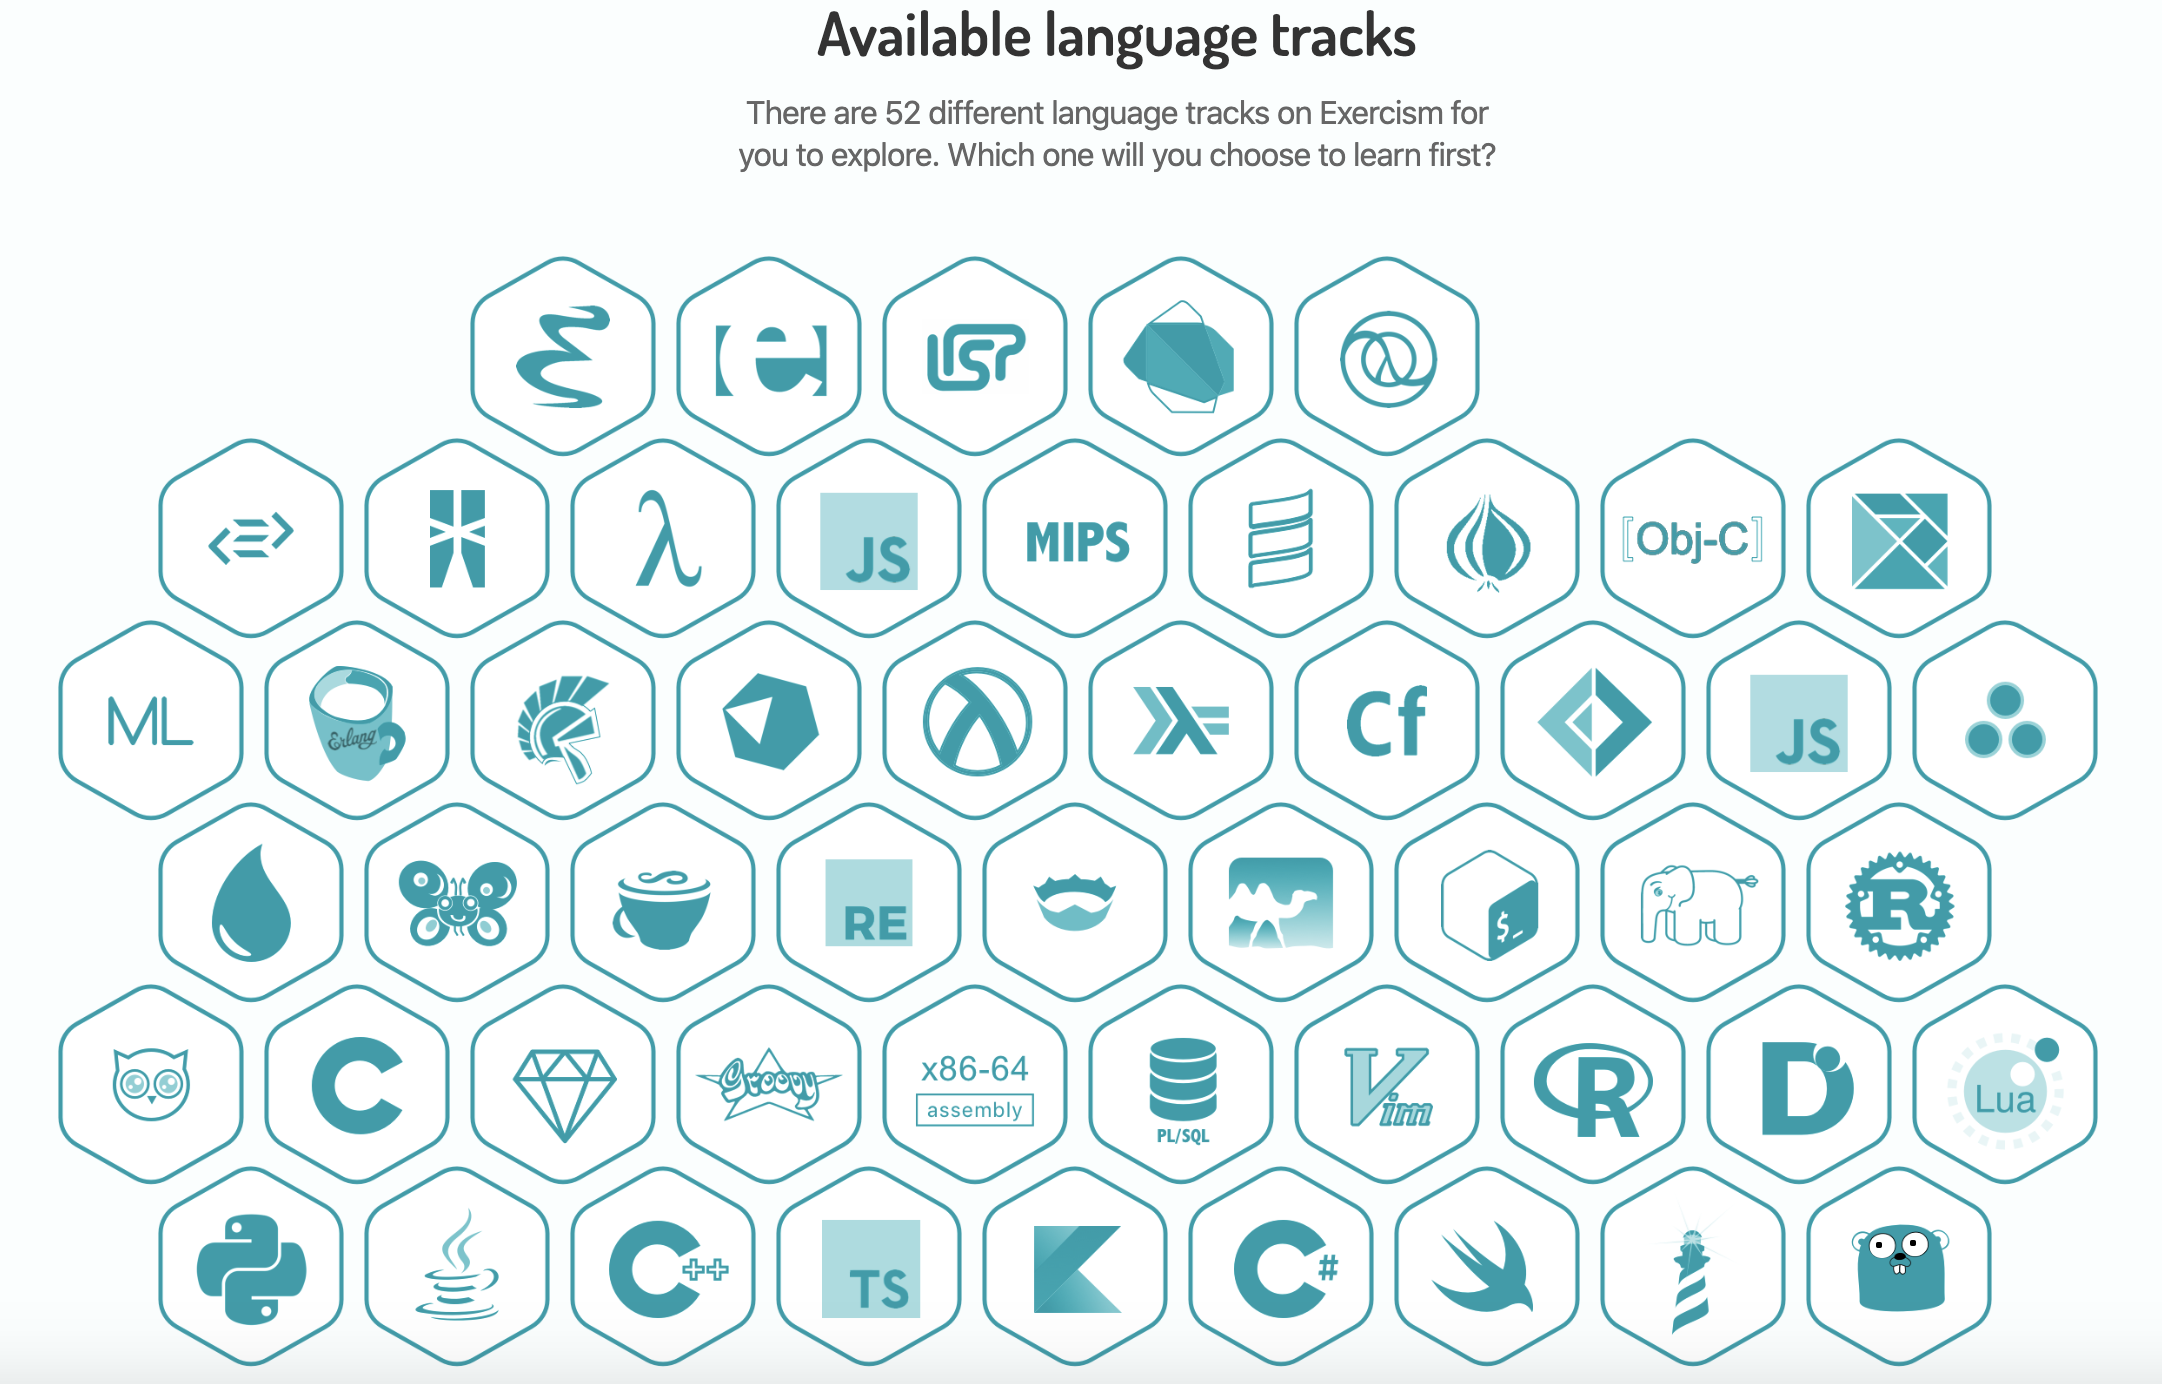 Available language tracks
There are 52 different language tracks on Exercism for
you to explore. Which one will you choose to learn first?
[e]
LISP
JS
MIPS
[Obj-C]
ML
Erlang
Cf
JS
RE
$_
R
C
Groovy
x86-64
assembly
PL/SQL
Vim
R
D
Lua
C++
TS
C#